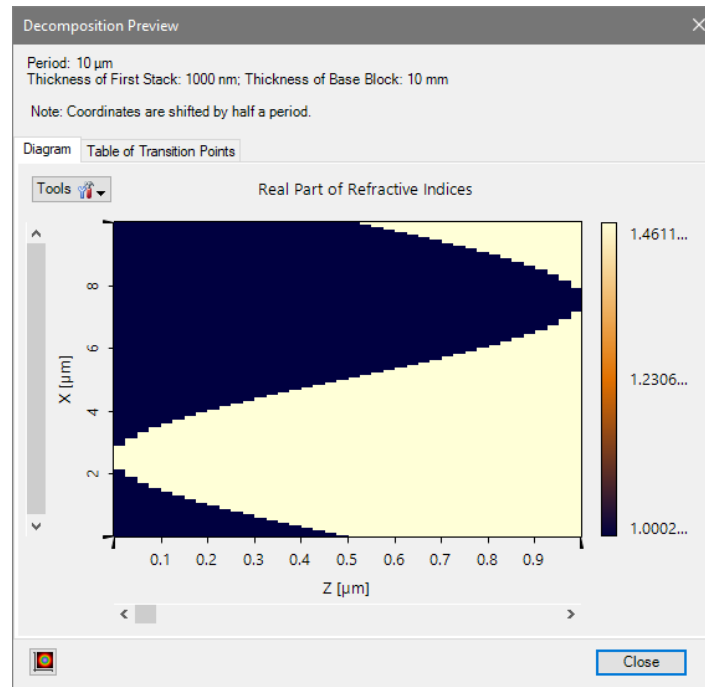 Decomposition Preview
Period: 10 µm
Thickness of First Stack: 1000 nm; Thickness of Base Block: 10 mm
Note: Coordinates are shifted by half a period.
Diagram
Table of Transition Points
Tools
Real Part of Refractive Indices
8
6
4
2
X [µm]
0.1 0.2 0.3 0.4 0.5 0.6 0.7 0.8 0.9
Z [µm]
1.4611...
1.2306...
1.0002...
Close